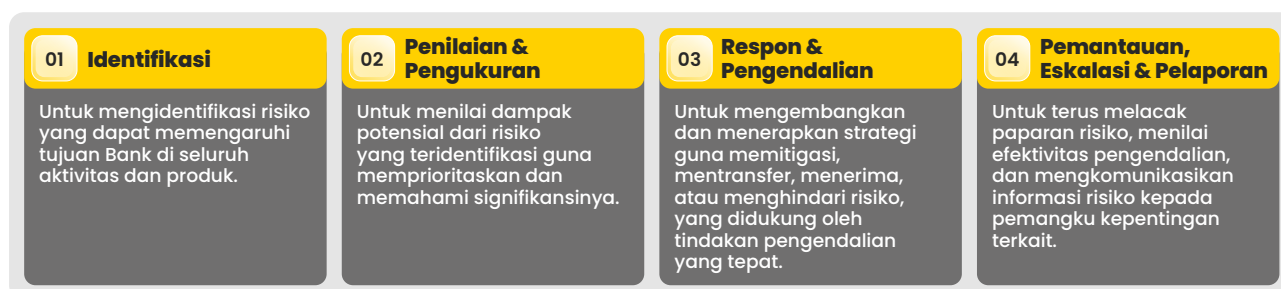 01
Identifikasi
Untuk mengidentifikasi risiko
yang dapat memengaruhi
tujuan Bank di seluruh
aktivitas dan produk.
02
Penilaian &
Pengukuran
Untuk menilai dampak
potensial dari risiko
yang teridentifikasi guna
memprioritaskan dan
memahami signifikansinya.
03
Respon &
Pengendalian
Untuk mengembangkan
dan menerapkan strategi
guna memitigasi,
mentransfer, menerima,
atau menghindari risiko,
yang didukung oleh
tindakan pengendalian
yang tepat.
04
Pemantauan,
Eskalasi & Pelaporan
Untuk terus melacak
paparan risiko, menilai
efektivitas pengendalian,
dan mengkomunikasikan
informasi risiko kepada
pemangku kepentingan
terkait.